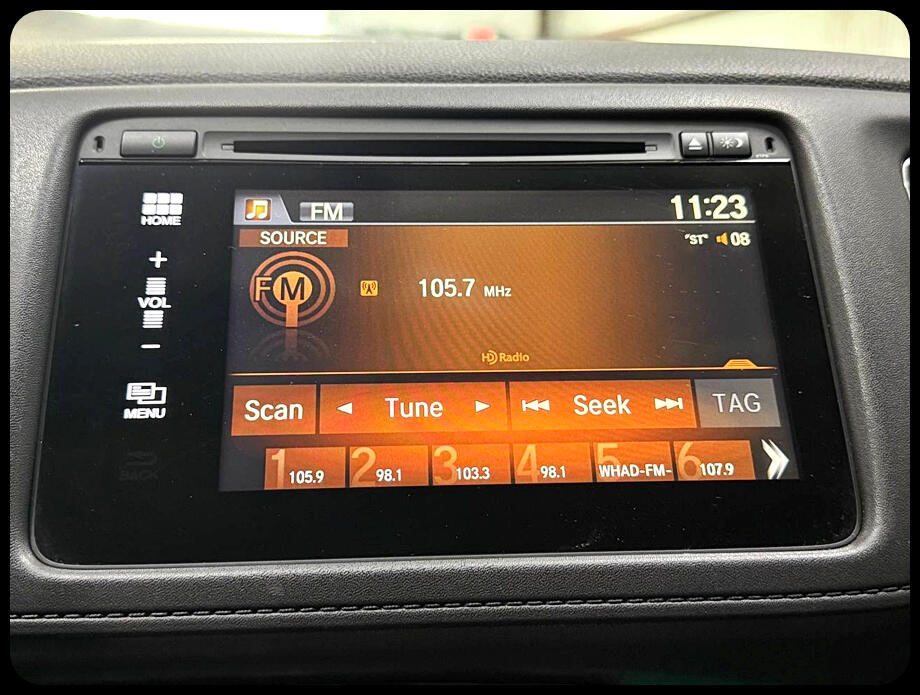 HOME
+
VOL
−
MENU
BACK
FM
11:23
SOURCE
"ST" 08
FM
105.7 MHz
HD Radio
Scan
Tune
Seek
TAG
1 105.9
2 98.1
3 103.3
4 98.1
5 WHAD-FM-
6 107.9